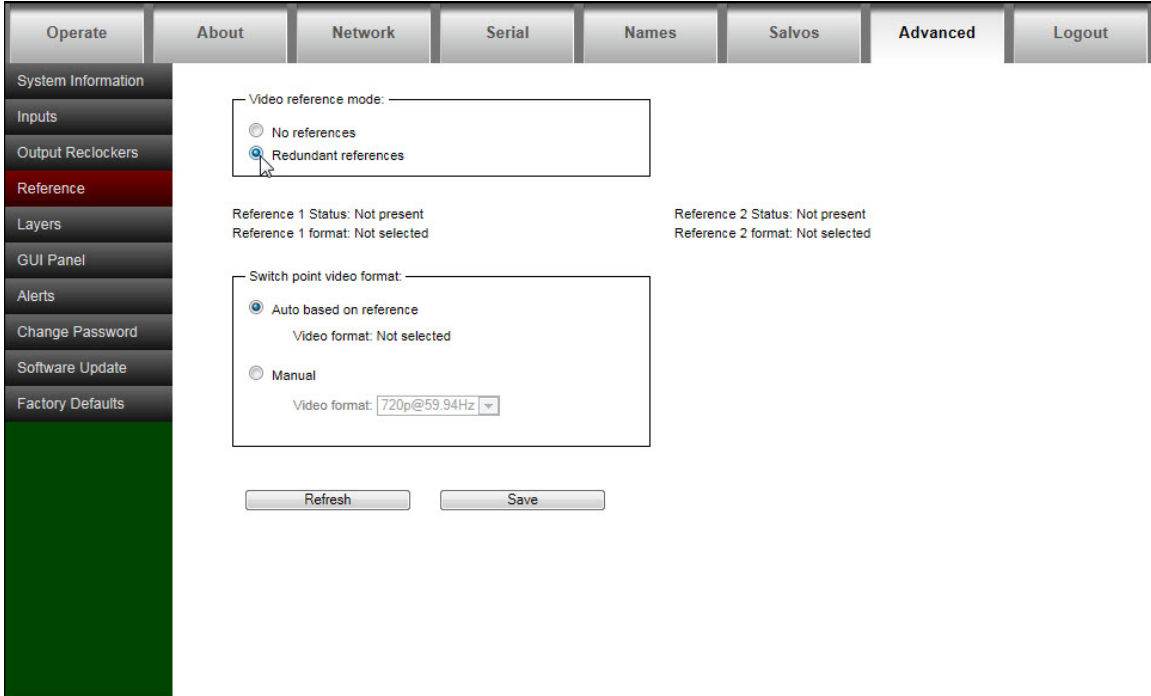 Operate About Network Serial Names Salvos Advanced Logout
System Information
Inputs
Output Reclockers
Reference
Layers
GUI Panel
Alerts
Change Password
Software Update
Factory Defaults
Video reference mode:
No references
Redundant references
Reference 1 Status: Not present
Reference 1 format: Not selected
Reference 2 Status: Not present
Reference 2 format: Not selected
Switch point video format:
Auto based on reference
Video format: Not selected
Manual
Video format: 720p@59.94Hz
Refresh Save